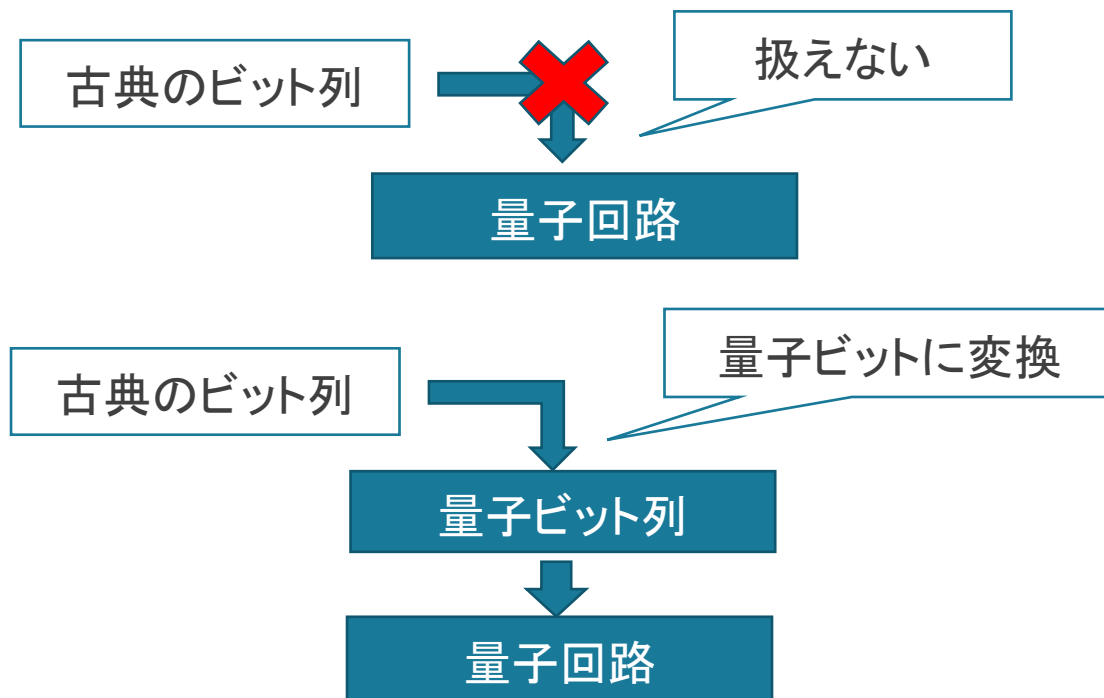 古典のビット列
扱えない
量子回路
量子ビットに変換
古典のビット列
量子ビット列
量子回路